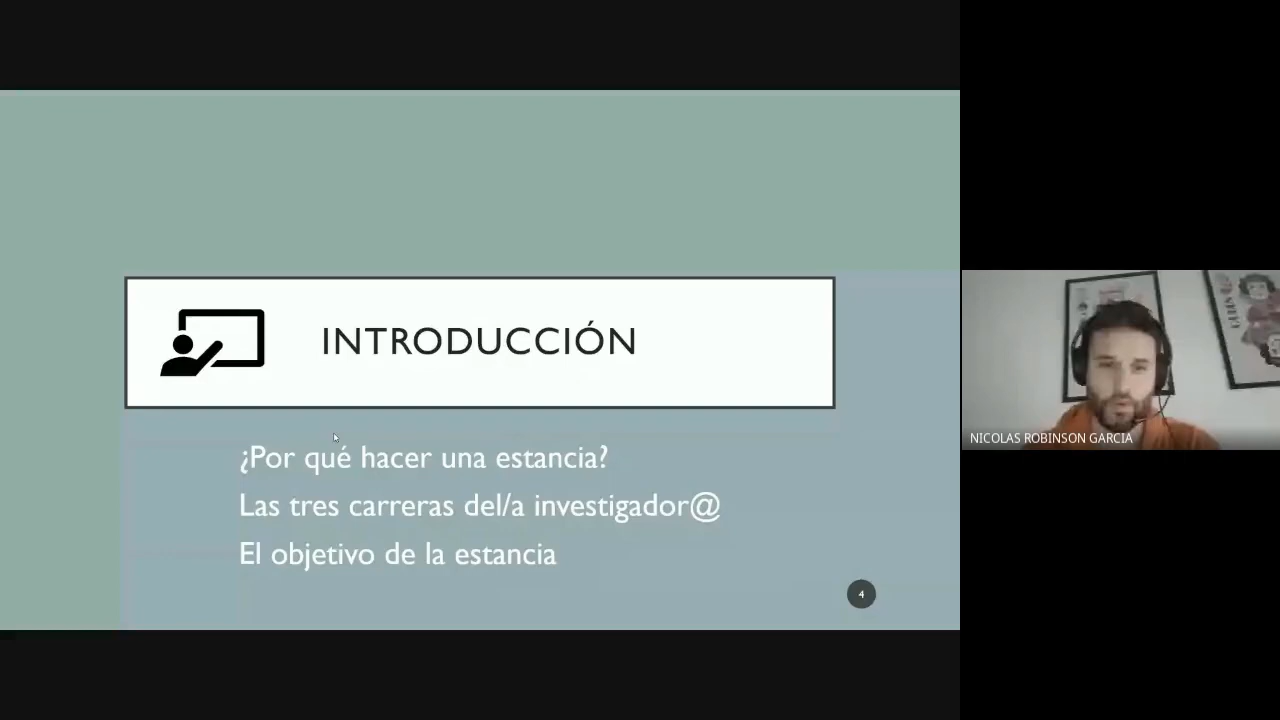 INTRODUCCIÓN
¿Por qué hacer una estancia?
Las tres carreras del/a investigador@
El objetivo de la estancia
4
NICOLAS ROBINSON GARCIA